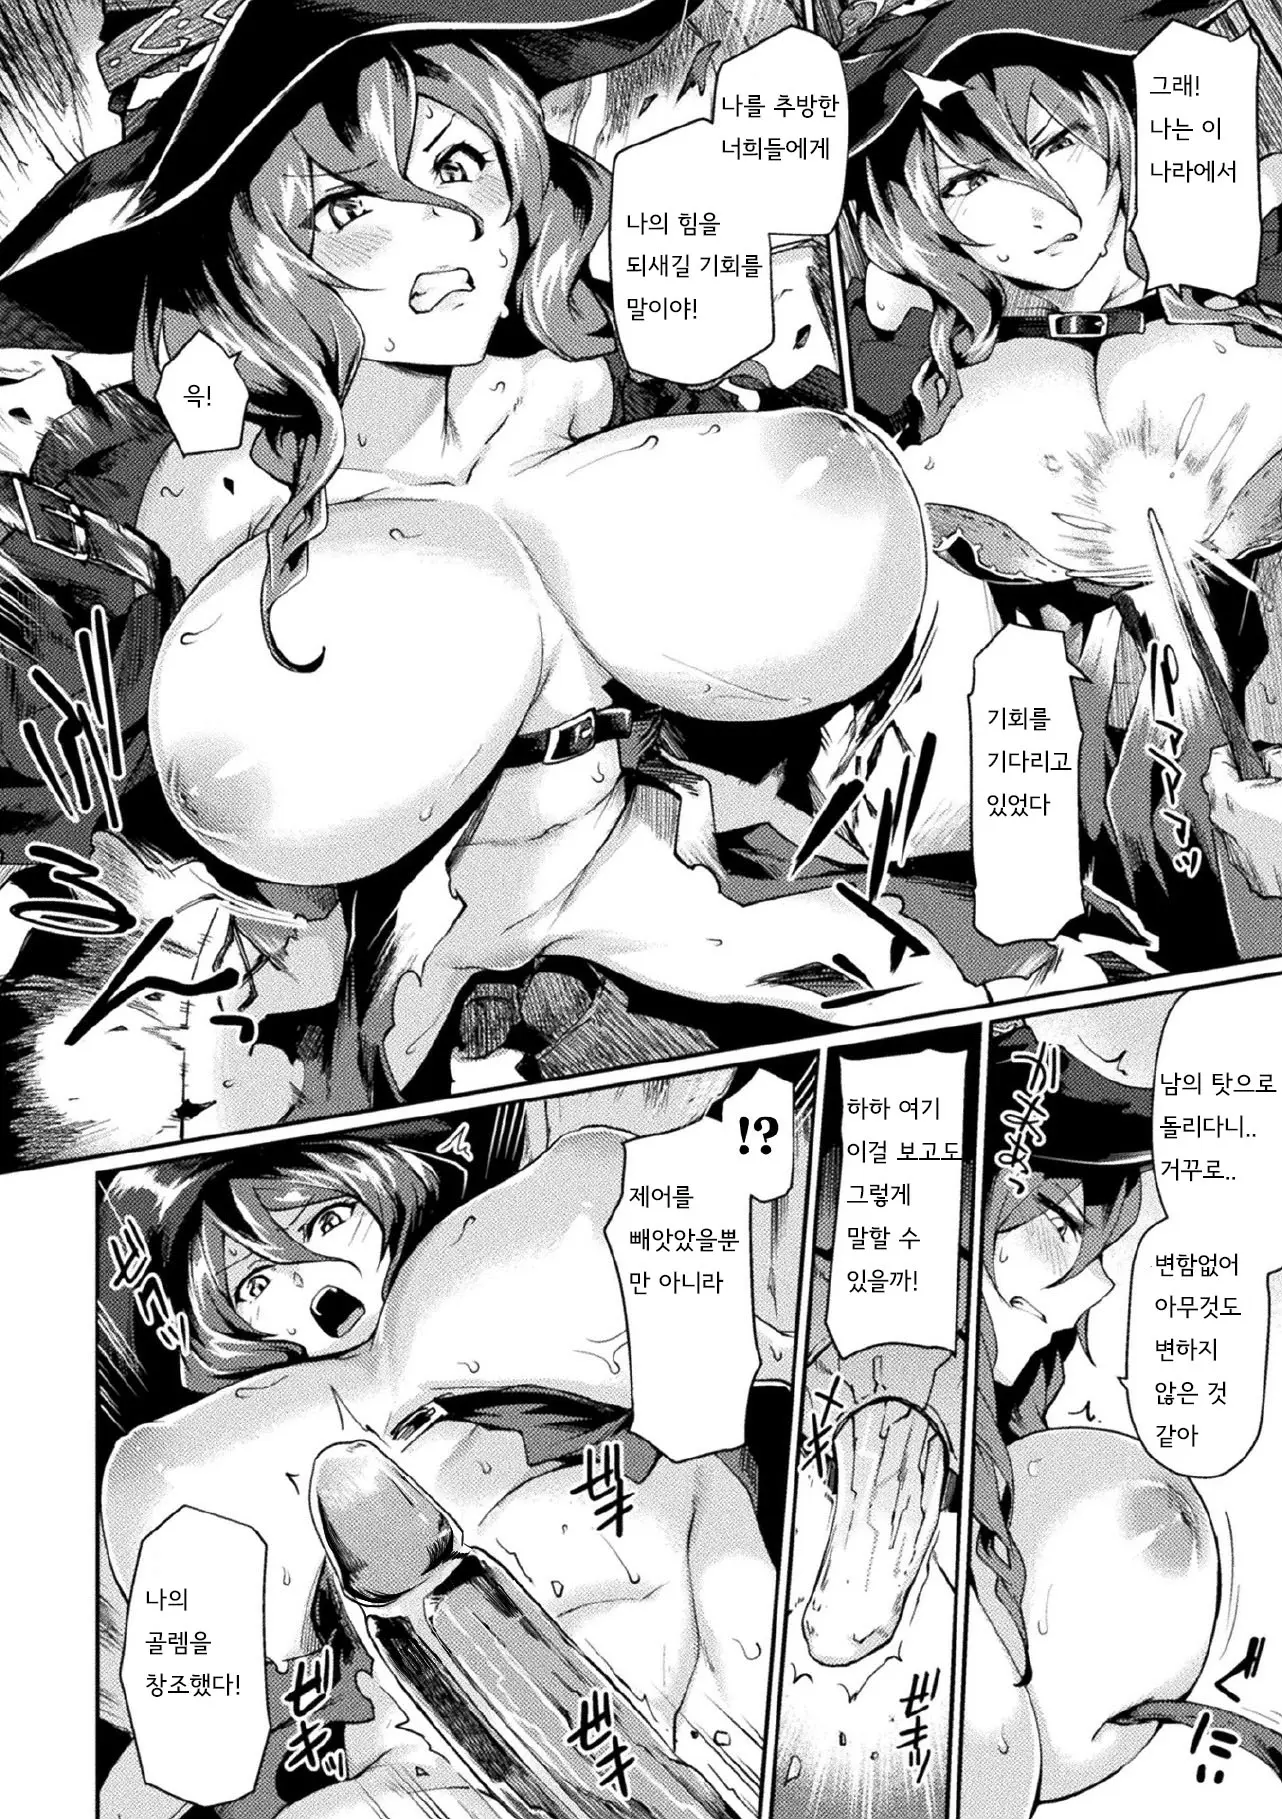 그래!
나는 이
나라에서
기회를
기다리고
있었다
나를 추방한
너희들에게
나의 힘을
되새길 기회를
말이야!
윽!
남의 탓으로
돌리다니..
거꾸로..
변함없어
아무것도
변하지
않은 것
같아
하하 여기
이걸 보고도
그렇게
말할 수
있을까!
!?
제어를
빼앗았을뿐
만 아니라
나의
골렘을
창조했다!